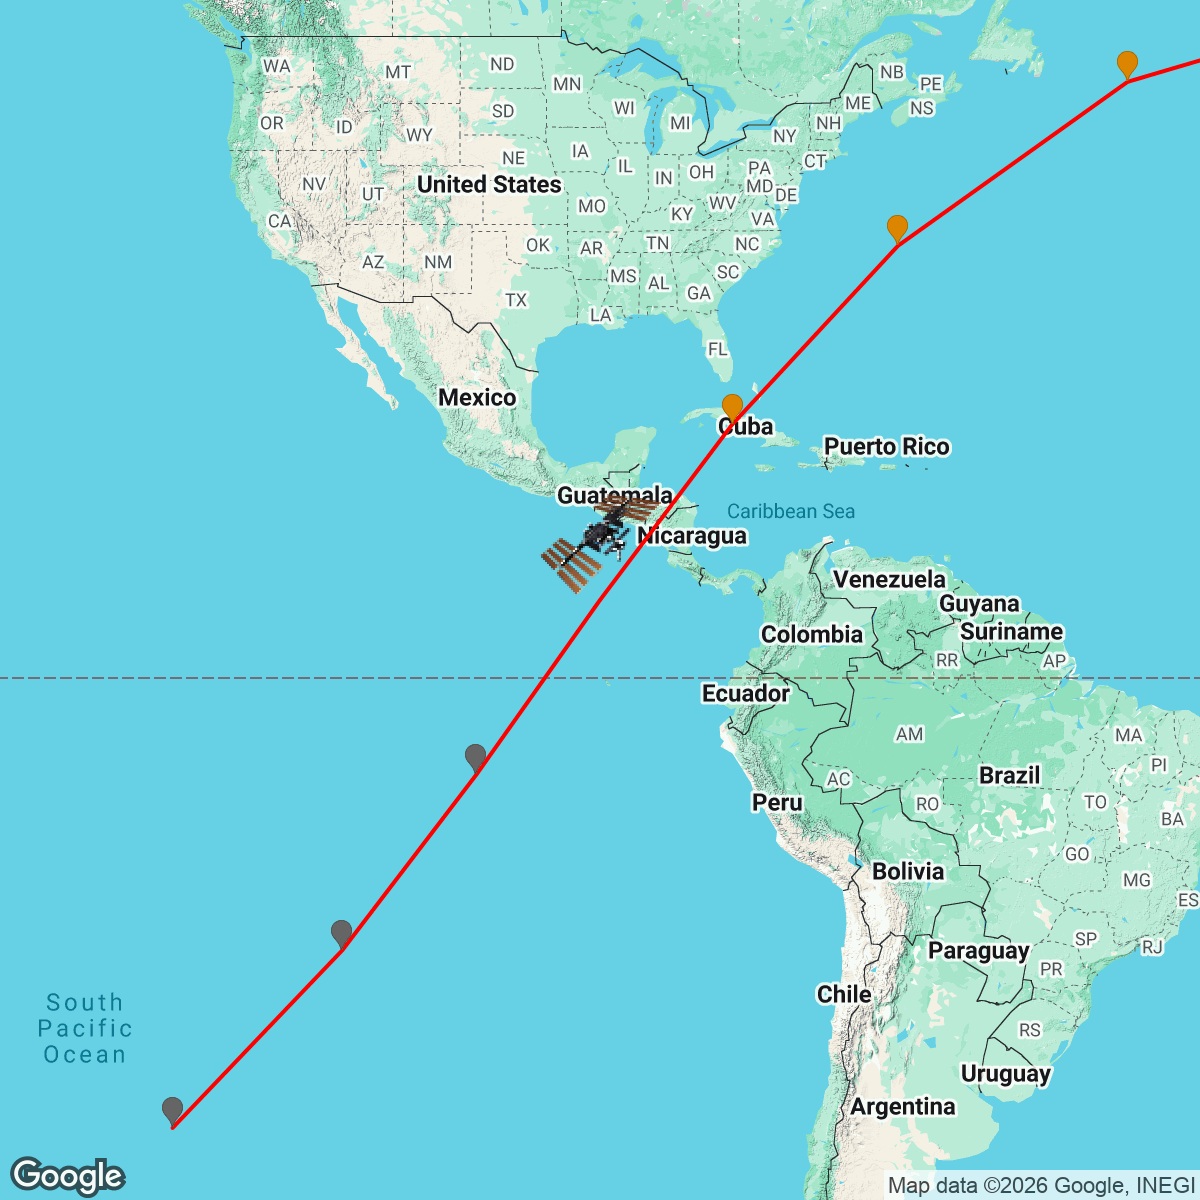 WA
MT
ND
MN
NB
PE
NS
ME
OR
ID
SD
WI
MI
NY
NH
WY
CT
IA
NE
IL
IN
OH
PA
MD
DE
NV
UT
United States
MO
KY
WV
VA
CA
AZ
NM
OK
AR
TN
NC
MS
AL
SC
GA
TX
LA
FL
Mexico
Cuba
Puerto Rico
Guatemala
Caribbean Sea
Nicaragua
Venezuela
Guyana
Colombia
Suriname
RR
AP
Ecuador
AM
MA
PI
AC
Brazil
Peru
RO
TO
BA
GO
Bolivia
MG
ES
SP
RJ
Paraguay
PR
Chile
South
Pacific
Ocean
RS
Uruguay
Argentina
Google
Map data ©2026 Google, INEGI